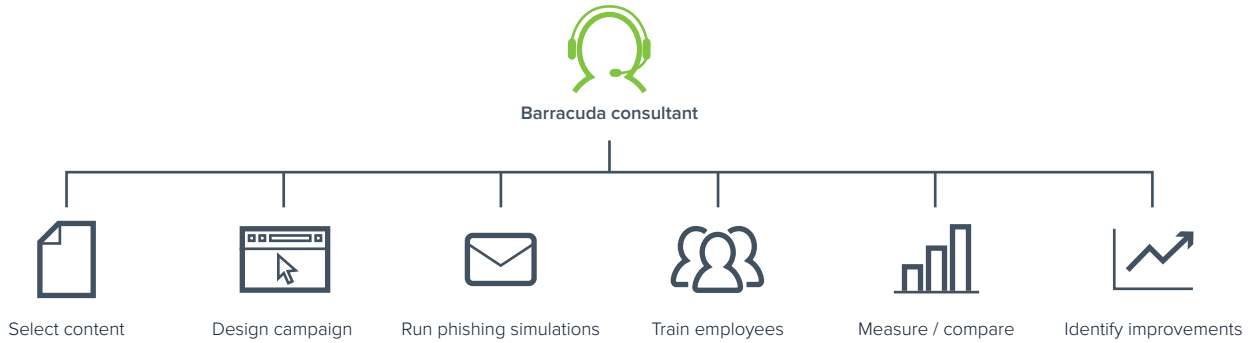 Barracuda consultant
Select content
Design campaign
Run phishing simulations
Train employees
Measure / compare
Identify improvements